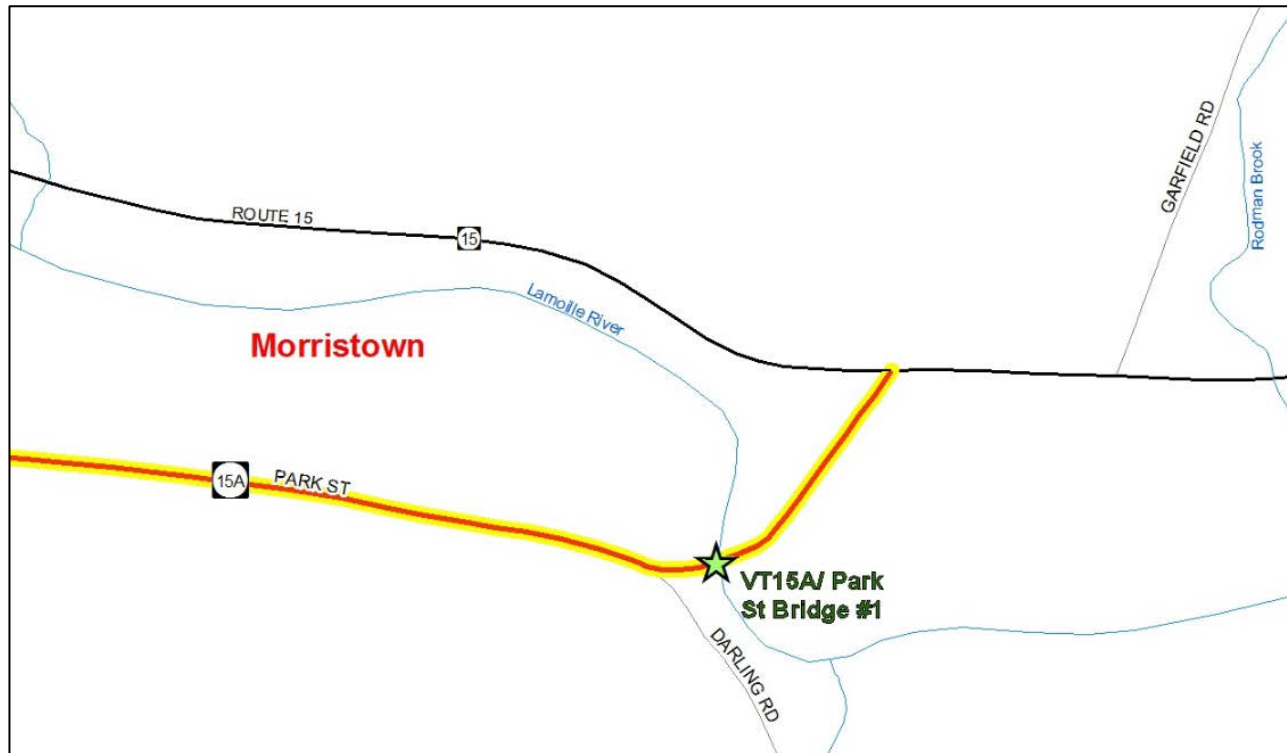 GARFIELD RD
Rodman Brook
ROUTE 15
15
Lamoille River
Morristown
15A
PARK ST
VT15A/ Park
St Bridge #1
DARLING RD